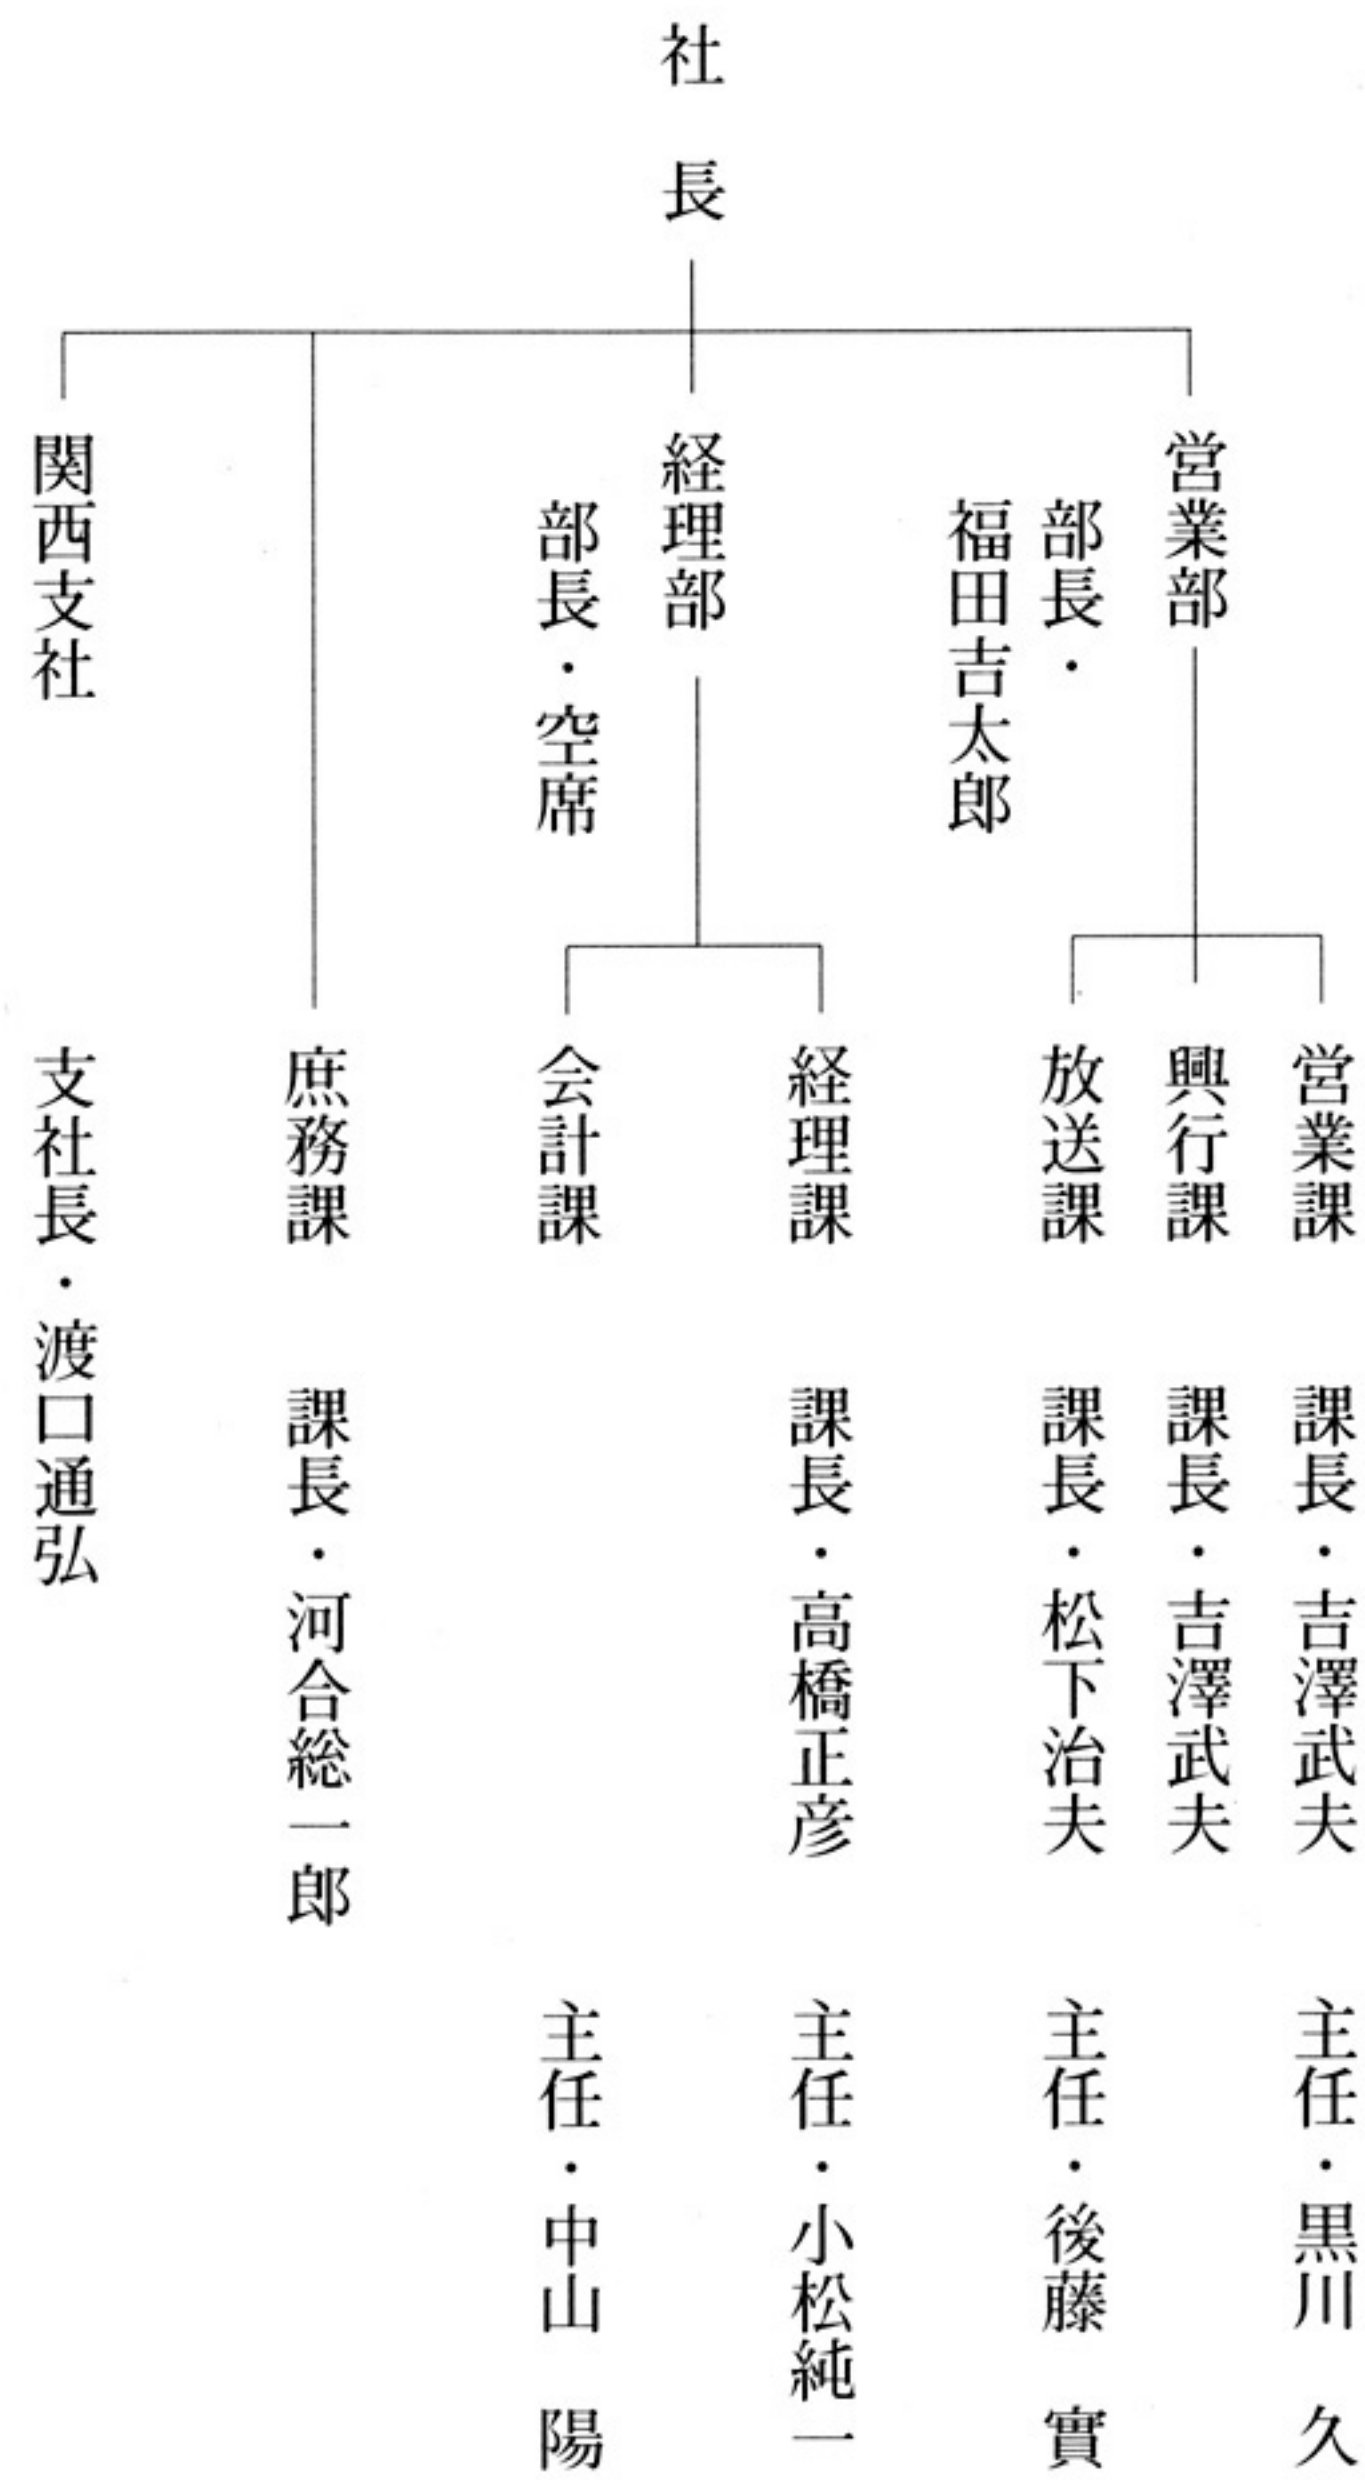 社長
営業部
部長・
福田吉太郎
営業課 課長・吉澤武夫 主任・黒川 久
興行課 課長・吉澤武夫
放送課 課長・松下治夫 主任・後藤 實
経理部
部長・空席
経理課 課長・高橋正彦 主任・小松純一
会計課 主任・中山 陽
庶務課 課長・河合総一郎
関西支社 支社長・渡口通弘